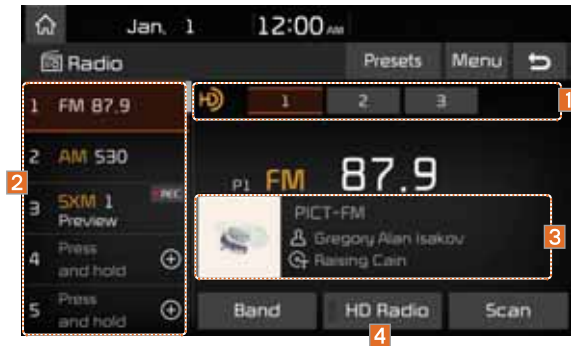 Jan. 1 12:00 AM
Radio Presets Menu
1 FM 87.9
HD 1 2 3
1
2 AM 530
2
P1 FM 87.9
3 SXM 1 REC
Preview
PICT-FM
Gregory Alan Isakov
3
Raising Cain
4 Press
and hold
5 Press
and hold
Band HD Radio Scan
4